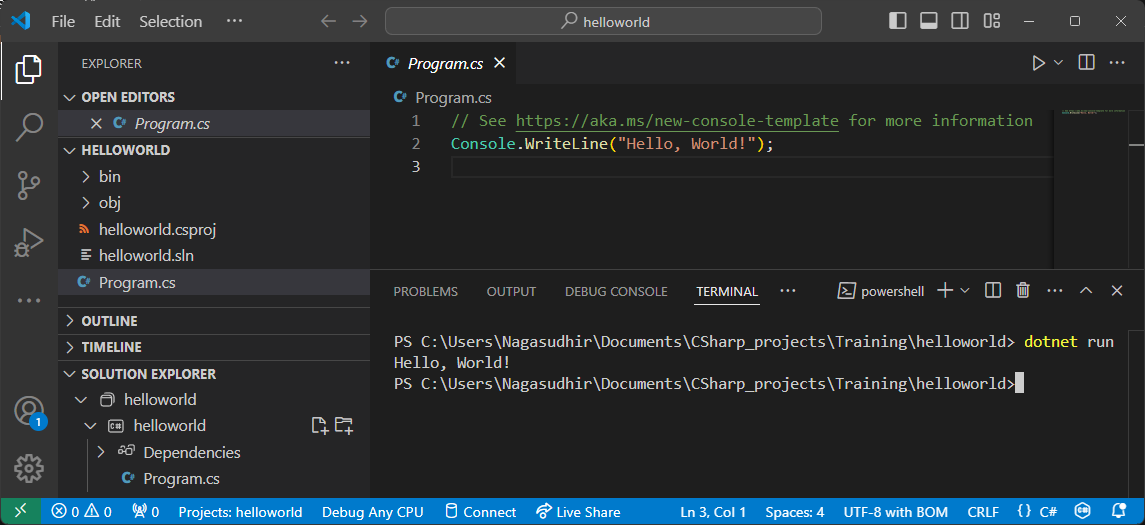 File Edit Selection ··· helloworld
EXPLORER ···
OPEN EDITORS
Program.cs
HELLOWORLD
bin
obj
helloworld.csproj
helloworld.sln
Program.cs
OUTLINE
TIMELINE
SOLUTION EXPLORER
helloworld
helloworld
Dependencies
Program.cs
1
Program.cs
Program.cs
1 // See https://aka.ms/new-console-template for more information
2 Console.WriteLine("Hello, World!");
3
PROBLEMS OUTPUT DEBUG CONSOLE TERMINAL ··· powershell
PS C:\Users\Nagasudhir\Documents\CSharp_projects\Training\helloworld> dotnet run
Hello, World!
PS C:\Users\Nagasudhir\Documents\CSharp_projects\Training\helloworld>
0 0 0 Projects: helloworld Debug Any CPU Connect Live Share Ln 3, Col 1 Spaces: 4 UTF-8 with BOM CRLF {} C#